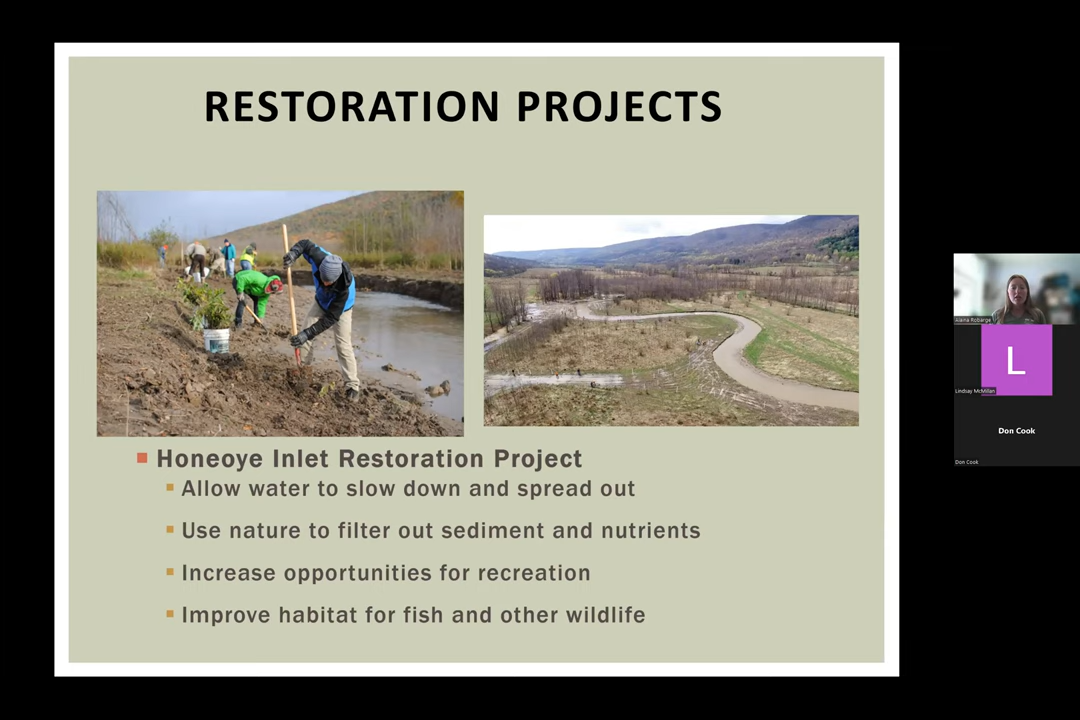 RESTORATION PROJECTS
Honeoye Inlet Restoration Project
Allow water to slow down and spread out
Use nature to filter out sediment and nutrients
Increase opportunities for recreation
Improve habitat for fish and other wildlife
Alaina Robarge
L
Lindsay McMillan
Don Cook
Don Cook